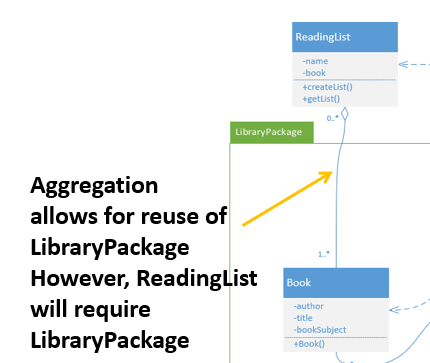 ReadingList
-name
-book
+createList()
+getList()
0..*
LibraryPackage
Aggregation
allows for reuse of
LibraryPackage
However, ReadingList
will require
LibraryPackage
1..*
Book
-author
-title
-bookSubject
+Book()